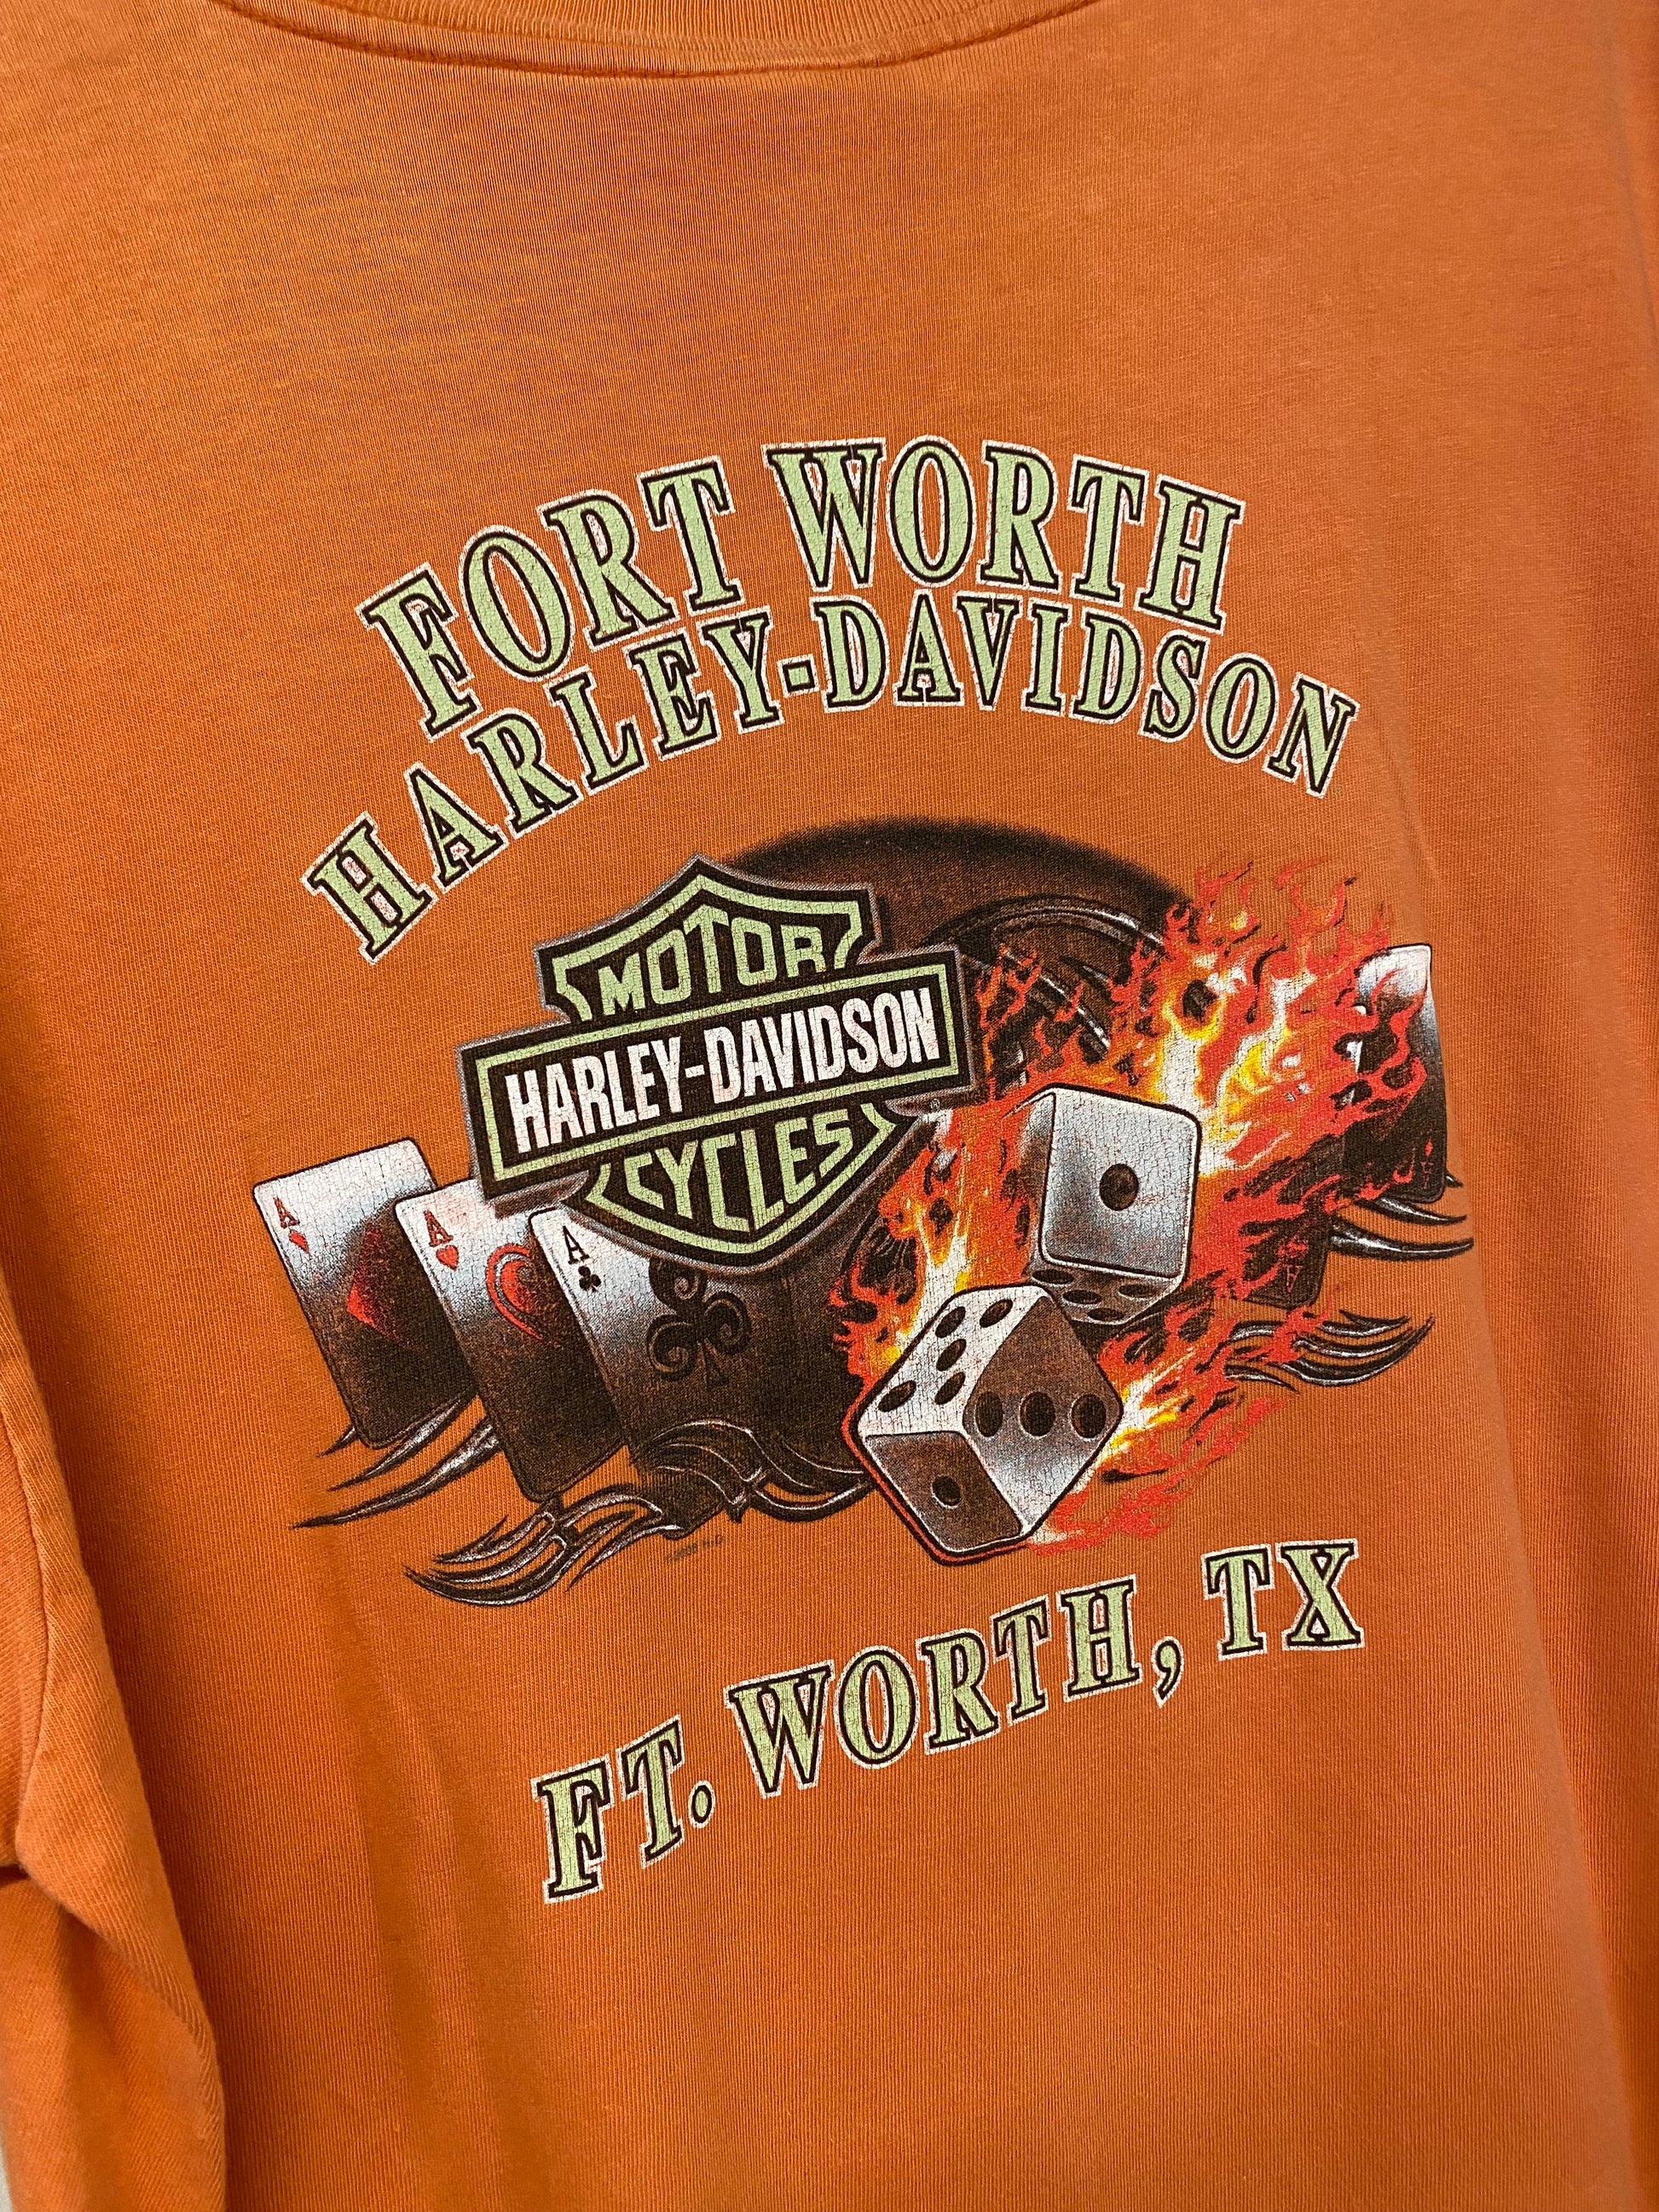 FORT WORTH
HARLEY-DAVIDSON
MOTOR
HARLEY-DAVIDSON
®
CYCLES
A
A
A
A
A
FT. WORTH, TX